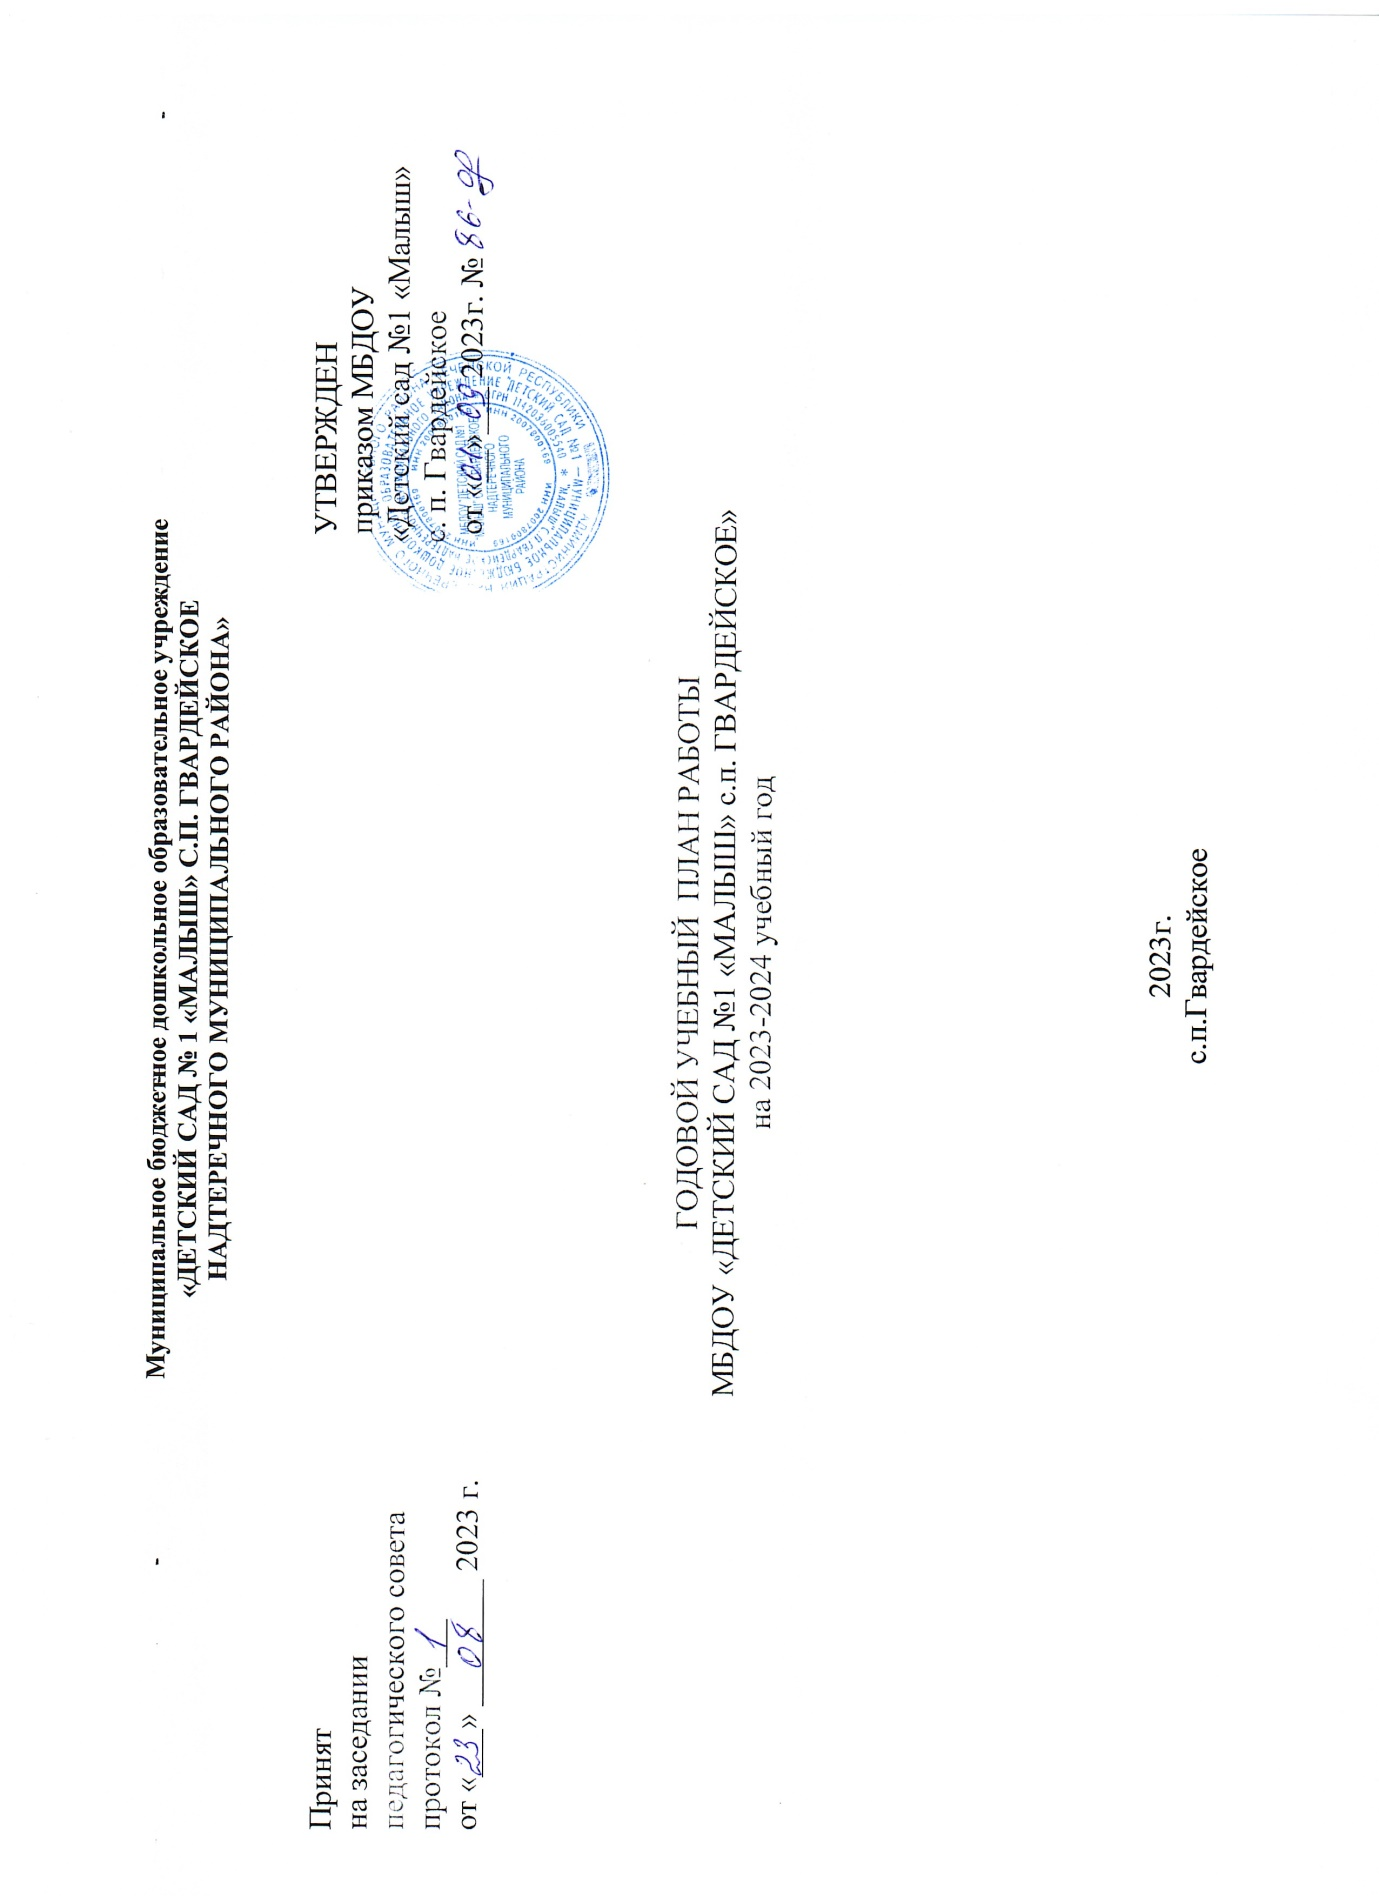 Муниципальное бюджетное дошкольное образовательное учреждение
«ДЕТСКИЙ САД № 1 «МАЛЫШ» С.П. ГВАРДЕЙСКОЕ
НАДТЕРЕЧНОГО МУНИЦИПАЛЬНОГО РАЙОНА»
Принят
на заседании
педагогического совета
протокол № 1
от «23» 08 2023 г.
УТВЕРЖДЕН
приказом МБДОУ
«Детский сад №1 «Малыш»
с. п. Гвардейское
от «01» 09 2023г. № 86-
НАДТЕРЕЧНОГО
МУНИЦИПАЛЬНОГО
РАЙОНА
ГОДОВОЙ УЧЕБНЫЙ ПЛАН РАБОТЫ
МБДОУ «ДЕТСКИЙ САД №1 «МАЛЫШ» с.п. ГВАРДЕЙСКОЕ»
на 2023-2024 учебный год
2023г.
с.п.Гвардейское